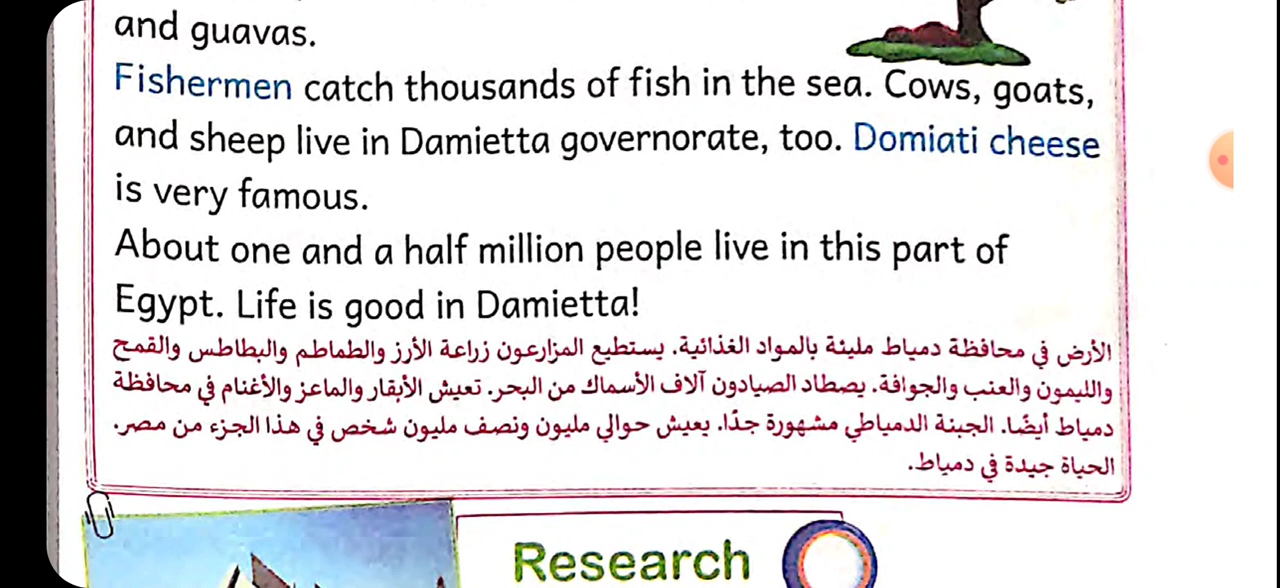 and guavas.
Fishermen catch thousands of fish in the sea. Cows, goats,
and sheep live in Damietta governorate, too. Domiati cheese
is very famous.
About one and a half million people live in this part of
Egypt. Life is good in Damietta!
الأرض في محافظة دمياط مليئة بالمواد الغذائية. يستطيع المزارعون زراعة الأرز والطماطم والبطاطس والقمح
والليمون والعنب والجوافة. يصطاد الصيادون آلاف الأسماك من البحر. تعيش الأبقار والماعز والأغنام في محافظة
دمياط أيضًا. الجبنة الدمياطي مشهورة جدًا. يعيش حوالي مليون ونصف مليون شخص في هذا الجزء من مصر.
الحياة جيدة في دمياط.
Research